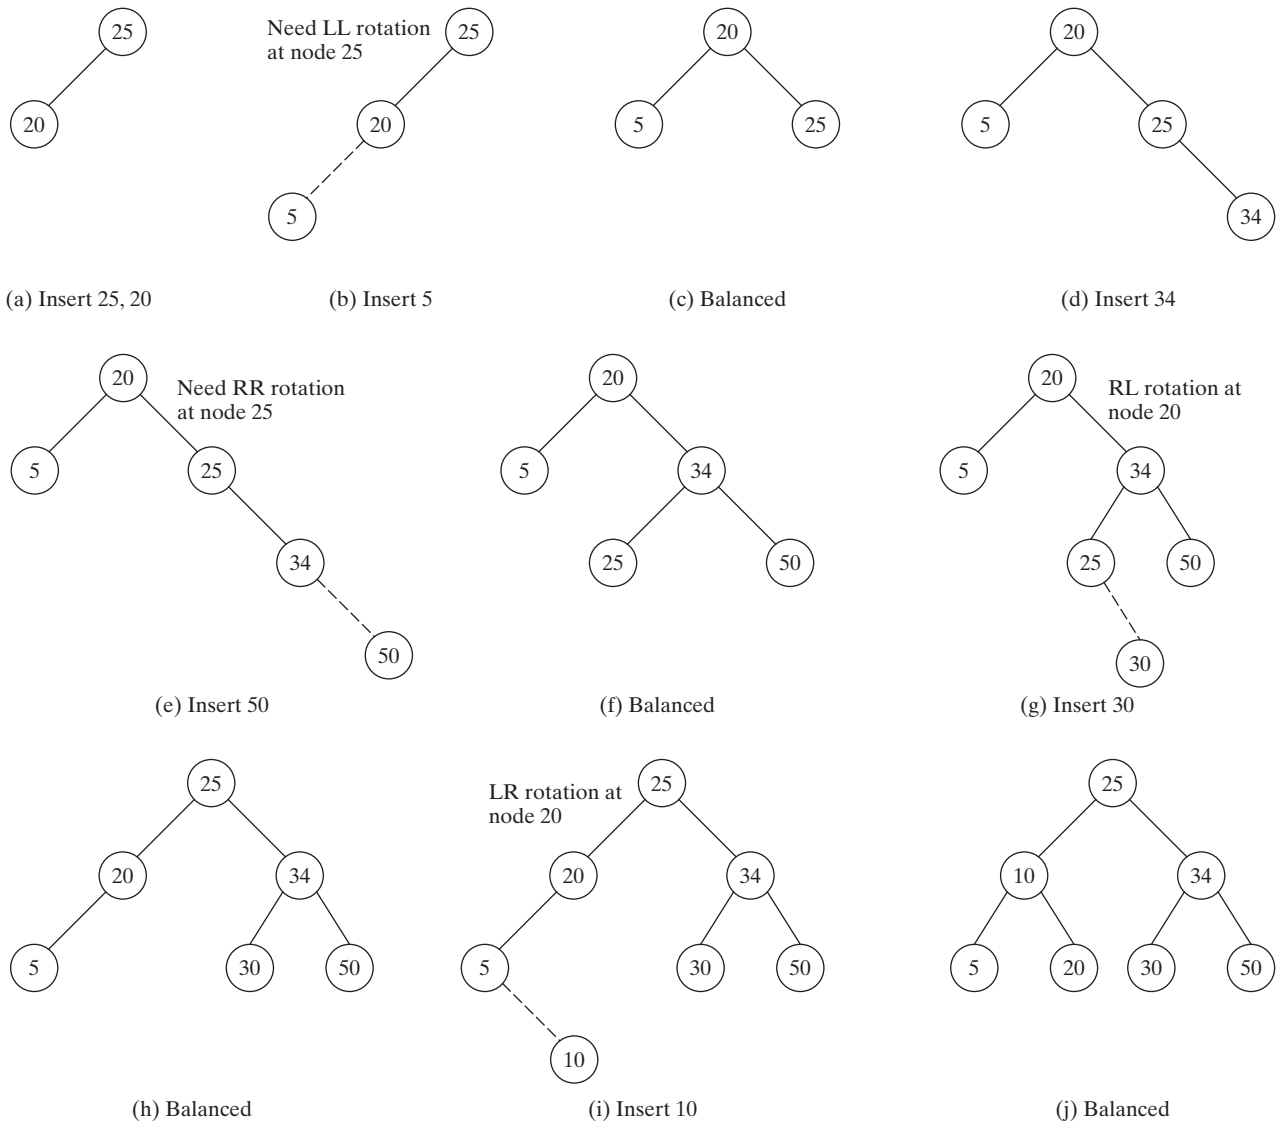 25
Need LL rotation
at node 25
25
20
20
20
20
5
25
5
25
5
34
(a) Insert 25, 20
(b) Insert 5
(c) Balanced
(d) Insert 34
20
Need RR rotation
at node 25
20
20
RL rotation at
node 20
5
25
5
34
5
34
34
25
50
25
50
50
30
(e) Insert 50
(f) Balanced
(g) Insert 30
25
LR rotation at
node 20
25
25
20
34
20
34
10
34
5
30
50
5
30
50
5
20
30
50
10
(h) Balanced
(i) Insert 10
(j) Balanced